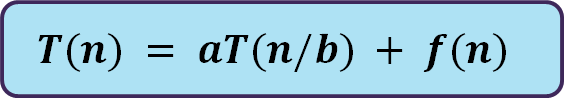 T(n) = aT(n/b) + f(n)